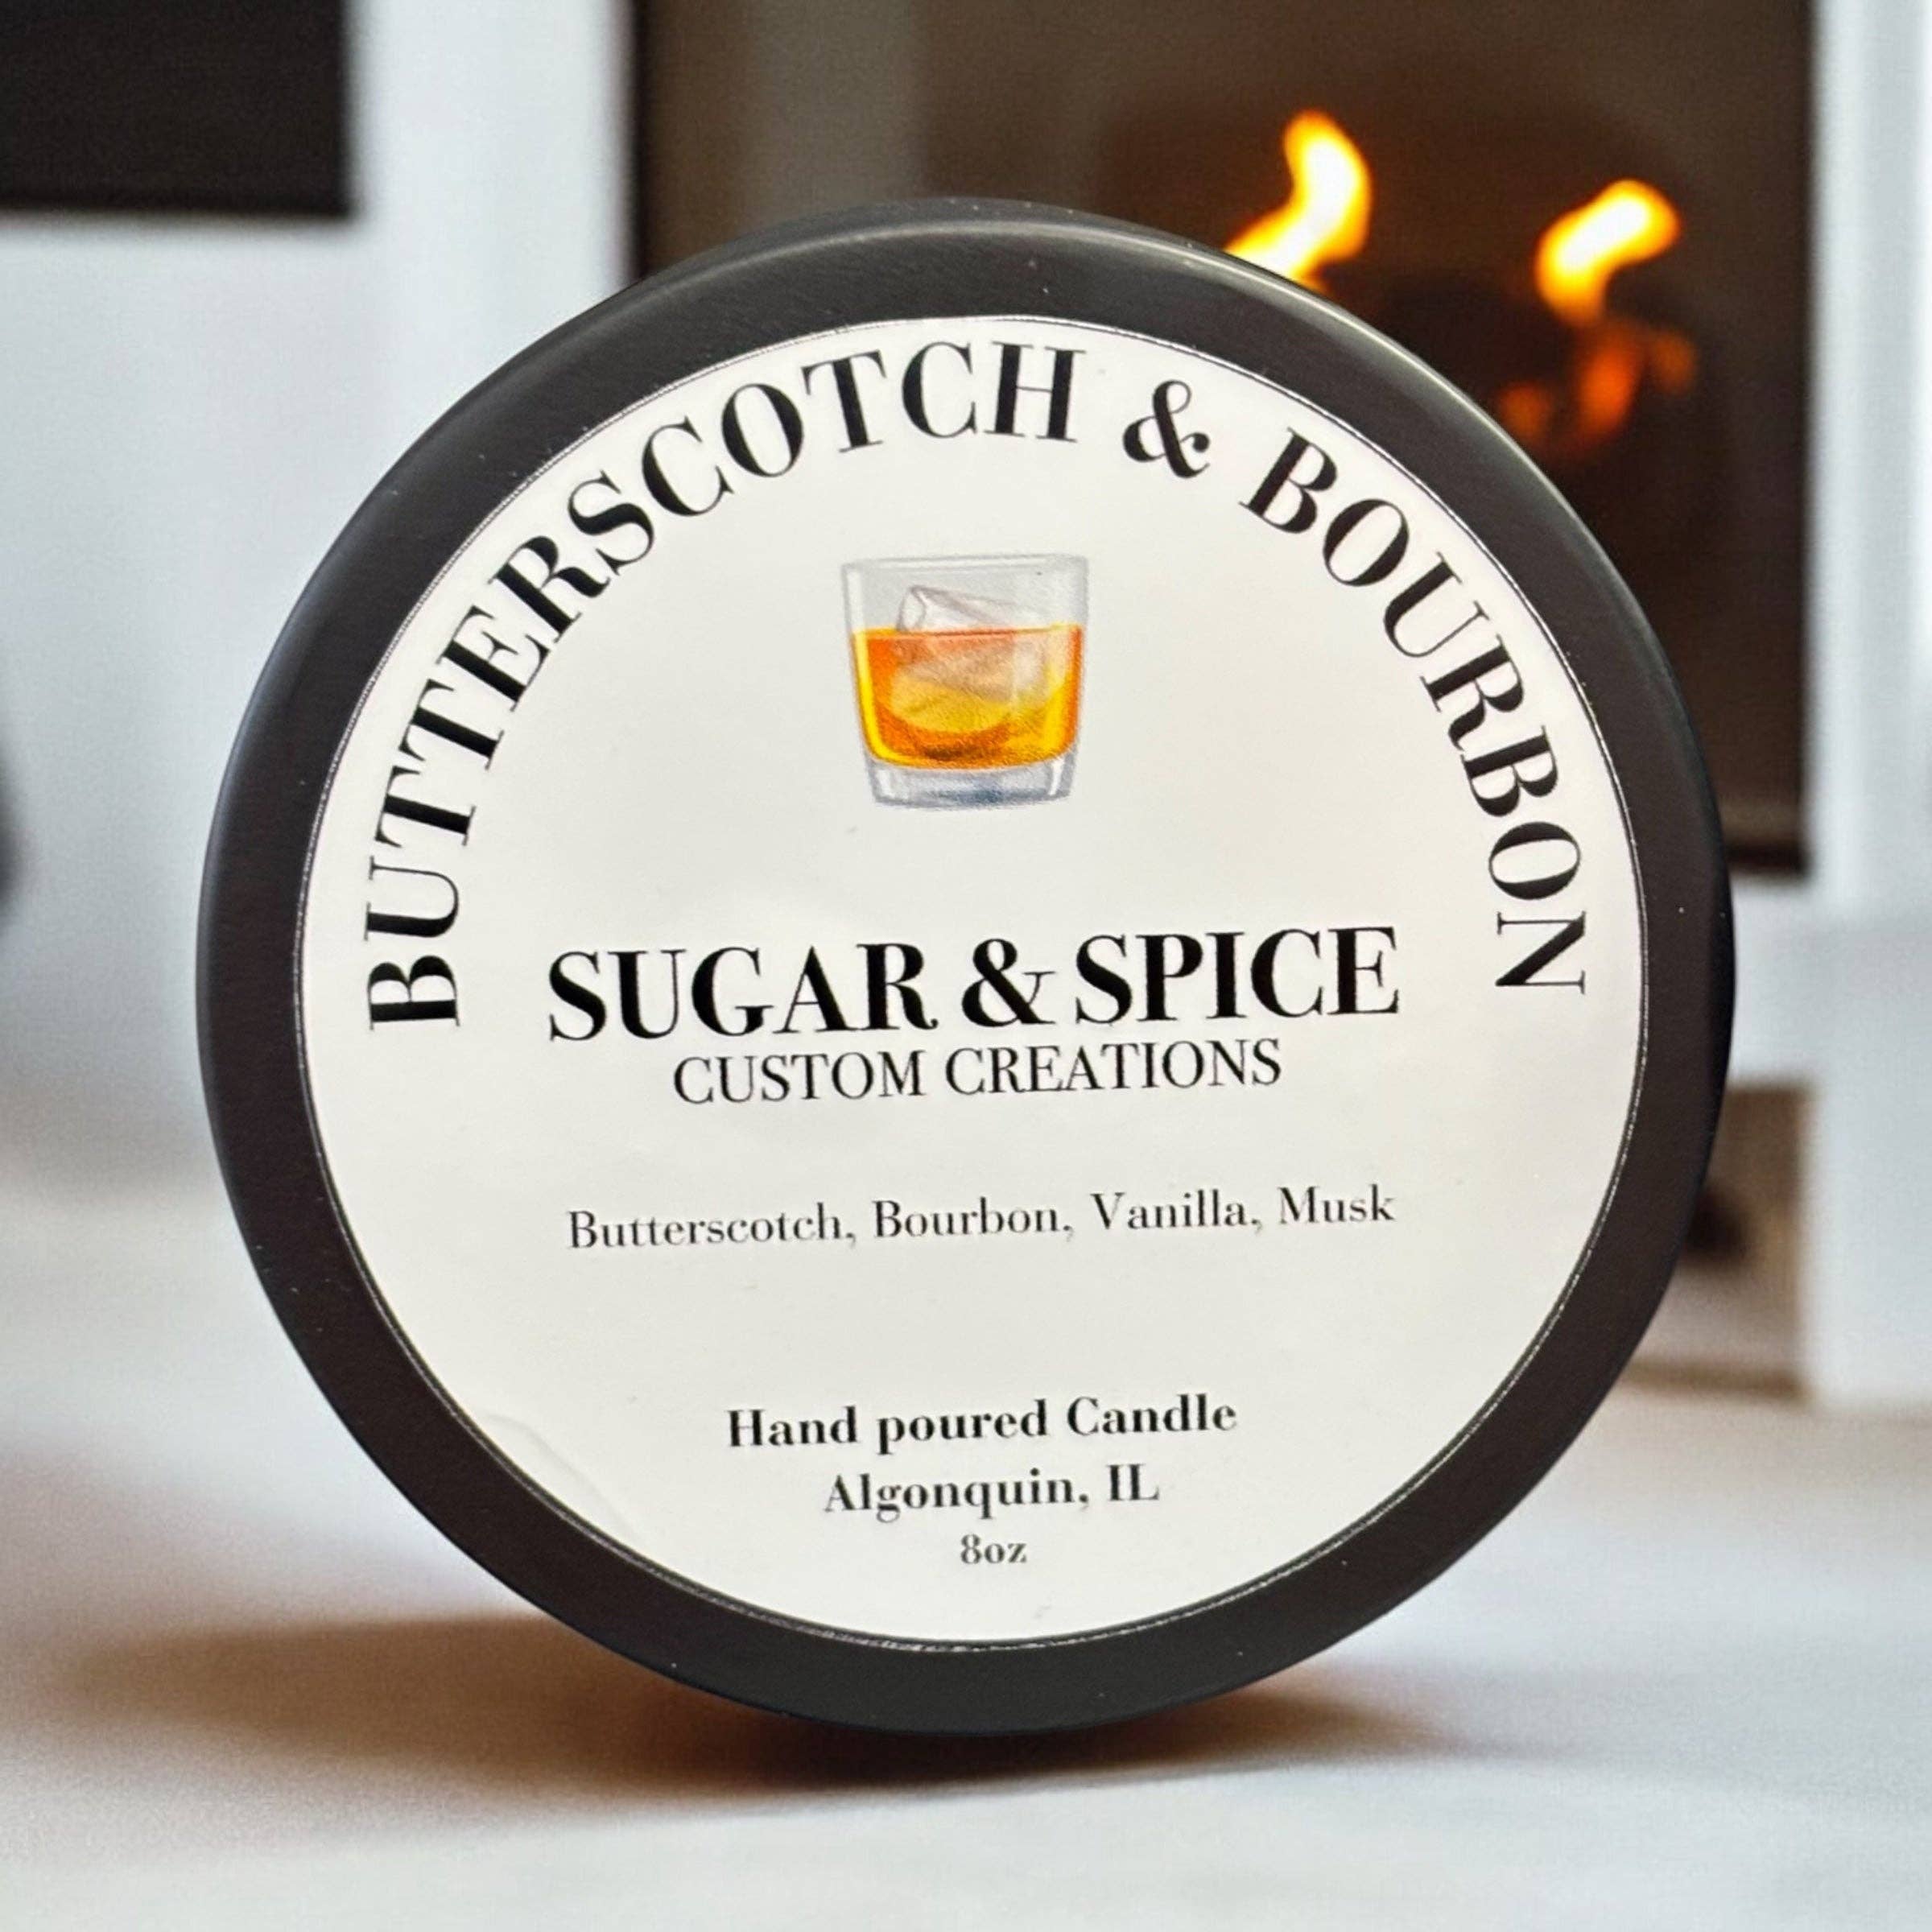 BUTTERSCOTCH & BOURBON
SUGAR & SPICE
CUSTOM CREATIONS
Butterscotch, Bourbon, Vanilla, Musk
Hand poured Candle
Algonquin, IL
8oz